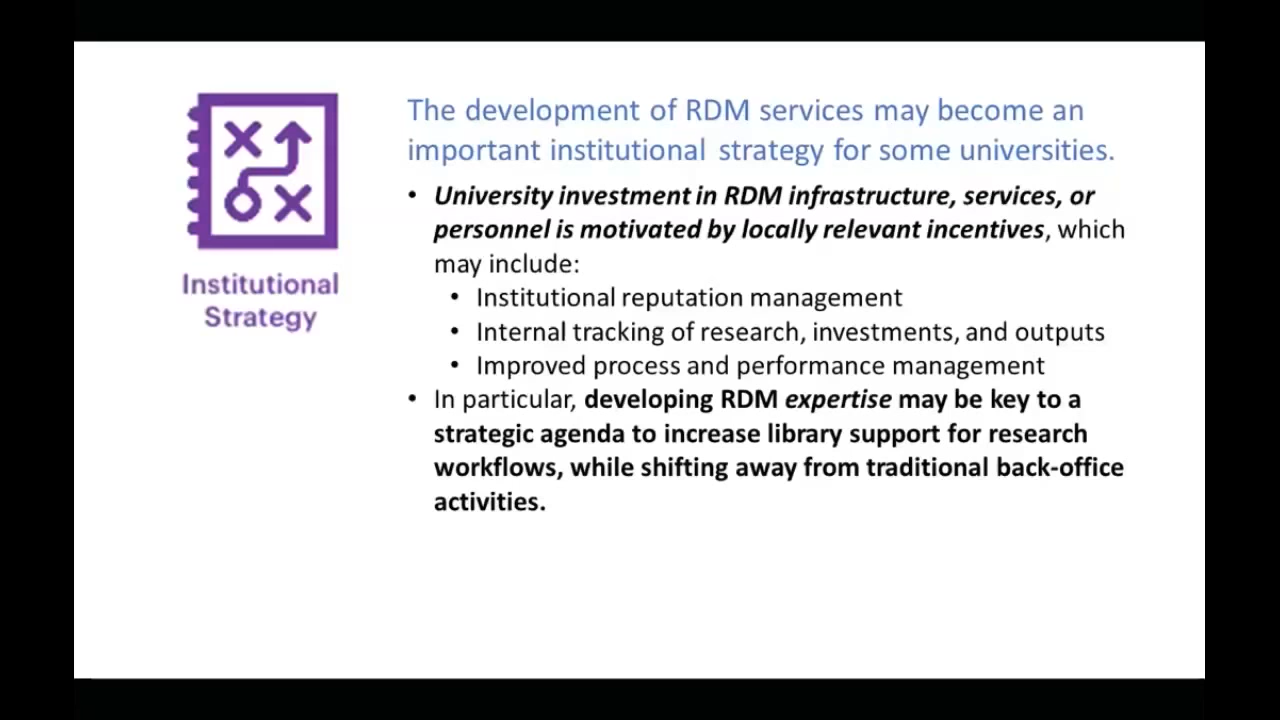 Institutional
Strategy
The development of RDM services may become an
important institutional strategy for some universities.
• University investment in RDM infrastructure, services, or
personnel is motivated by locally relevant incentives, which
may include:
• Institutional reputation management
• Internal tracking of research, investments, and outputs
• Improved process and performance management
• In particular, developing RDM expertise may be key to a
strategic agenda to increase library support for research
workflows, while shifting away from traditional back-office
activities.